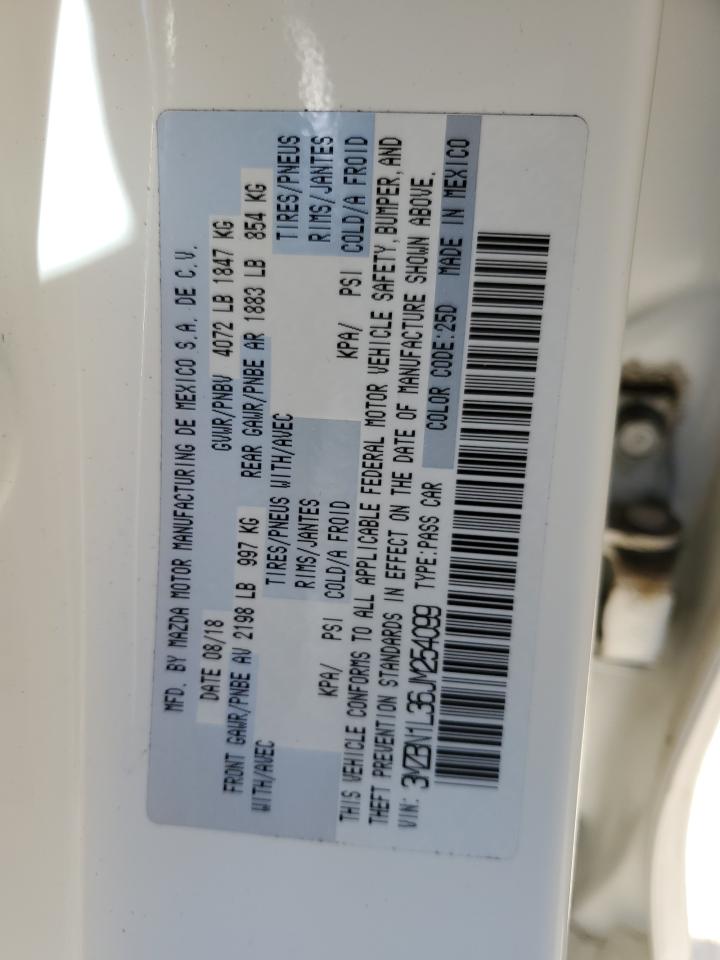 MFD. BY MAZDA MOTOR MANUFACTURING DE MEXICO S.A. DE C.V.
DATE 08/18 GVWR/PNBV 4072 LB 1847 KG
FRONT GAWR/PNBE AV 2198 LB 997 KG REAR GAWR/PNBE AR 1883 LB 854 KG
WITH/AVEC TIRES/PNEUS WITH/AVEC TIRES/PNEUS
RIMS/JANTES RIMS/JANTES
KPA/ PSI COLD/A FROID KPA/ PSI COLD/A FROID
THIS VEHICLE CONFORMS TO ALL APPLICABLE FEDERAL MOTOR VEHICLE SAFETY, BUMPER, AND
THEFT PREVENTION STANDARDS IN EFFECT ON THE DATE OF MANUFACTURE SHOWN ABOVE.
VIN: 3MZBN1L36JM254099 TYPE:PASS CAR COLOR CODE:25D MADE IN MEXICO